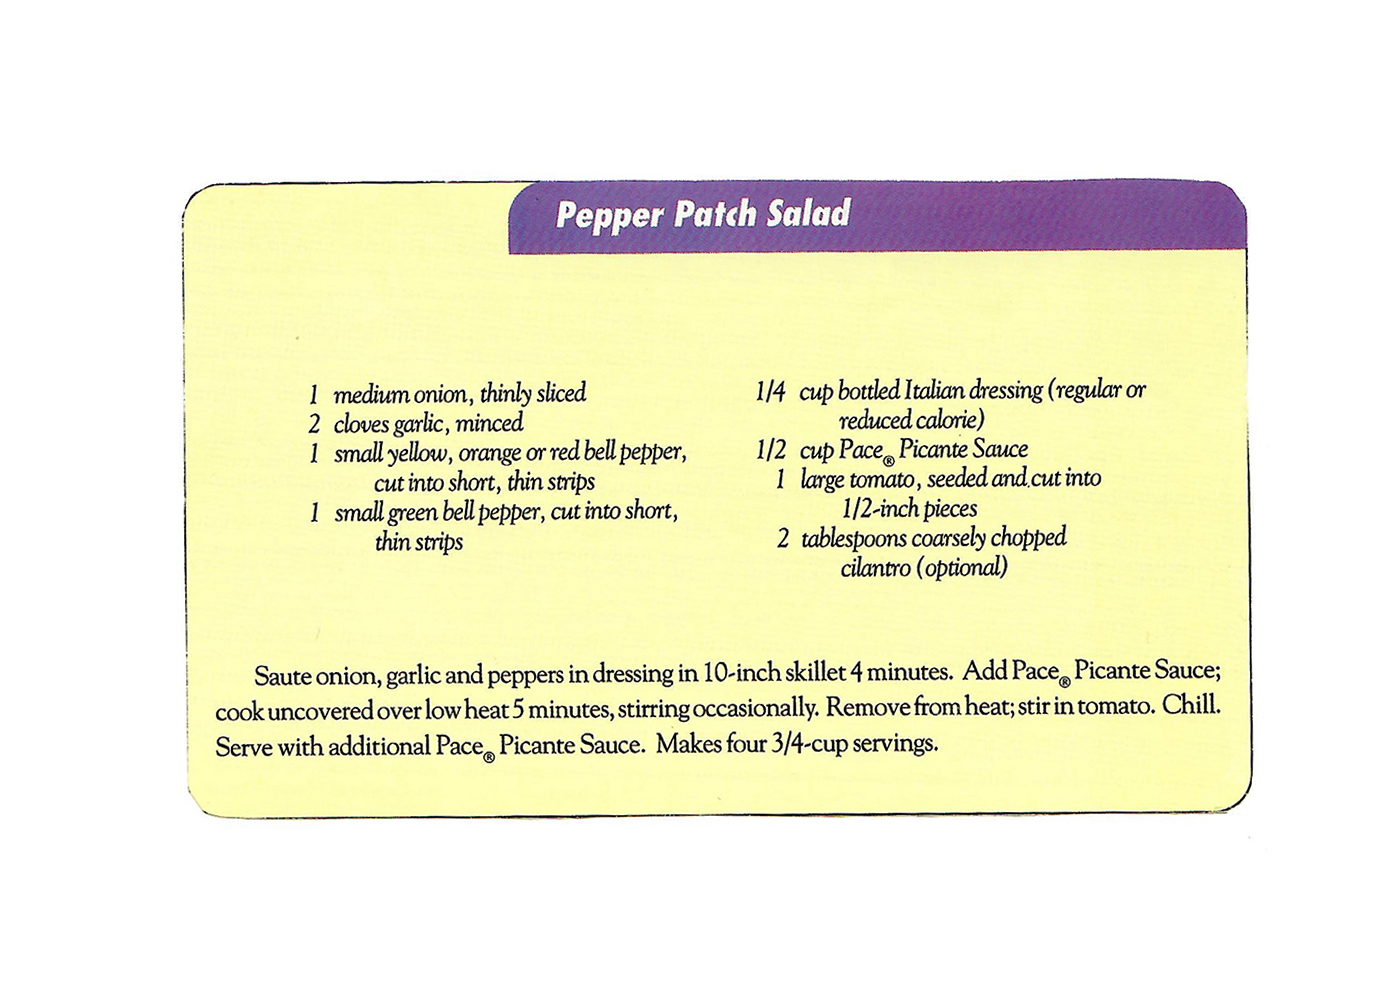 Pepper Patch Salad
1 medium onion, thinly sliced
2 cloves garlic, minced
1 small yellow, orange or red bell pepper,
cut into short, thin strips
1 small green bell pepper, cut into short,
thin strips
1/4 cup bottled Italian dressing (regular or
reduced calorie)
1/2 cup Pace® Picante Sauce
1 large tomato, seeded and cut into
1/2-inch pieces
2 tablespoons coarsely chopped
cilantro (optional)
Saute onion, garlic and peppers in dressing in 10-inch skillet 4 minutes. Add Pace® Picante Sauce;
cook uncovered over low heat 5 minutes, stirring occasionally. Remove from heat; stir in tomato. Chill.
Serve with additional Pace® Picante Sauce. Makes four 3/4-cup servings.